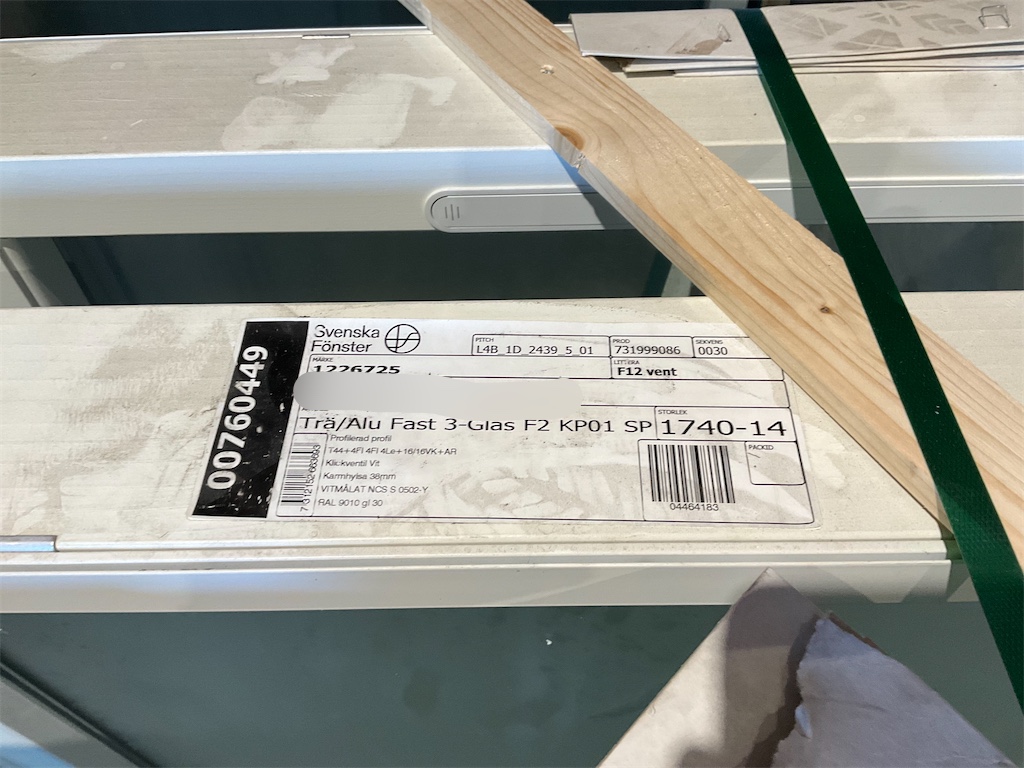 00760449
Svenska
Fönster
PITCH
L4B_1D_2439_5_01
PROD
731999086
SEKVENS
0030
MÄRKE
1226725
LITTERA
F12 vent
Trä/Alu Fast 3-Glas F2 KP01 SP
STORLEK
1740-14
Profilerad profil
T44+4Fl 4Fl 4Le+16/16VK+AR
Klickventil Vit
Karmhylsa 38mm
VITMÅLAT NCS S 0502-Y
RAL 9010 gl 30
04464183
PACKID